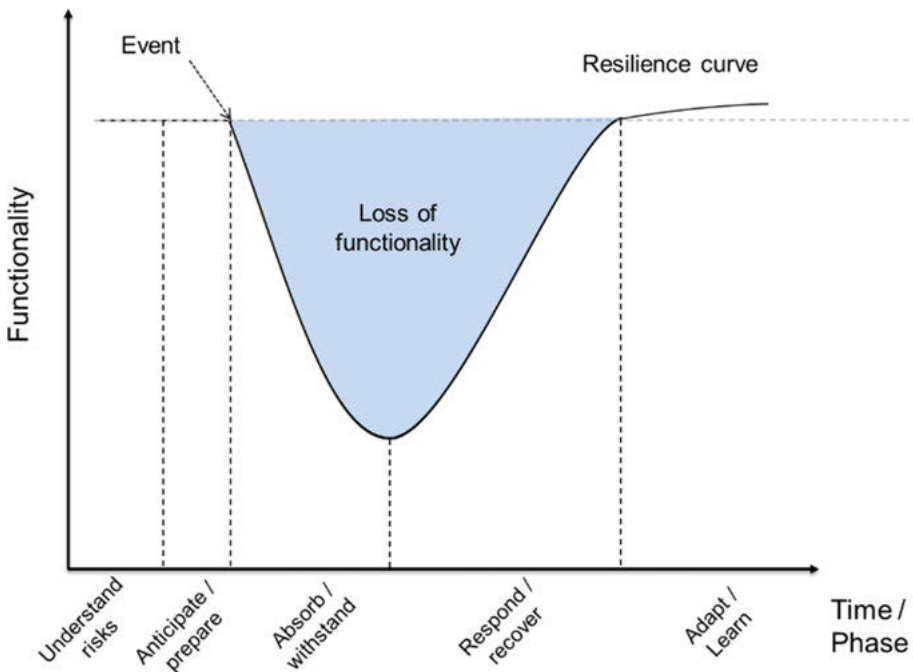 Event
Resilience curve
Loss of
functionality
Functionality
Understand
risks
Anticipate /
prepare
Absorb /
withstand
Respond /
recover
Adapt /
Learn
Time /
Phase